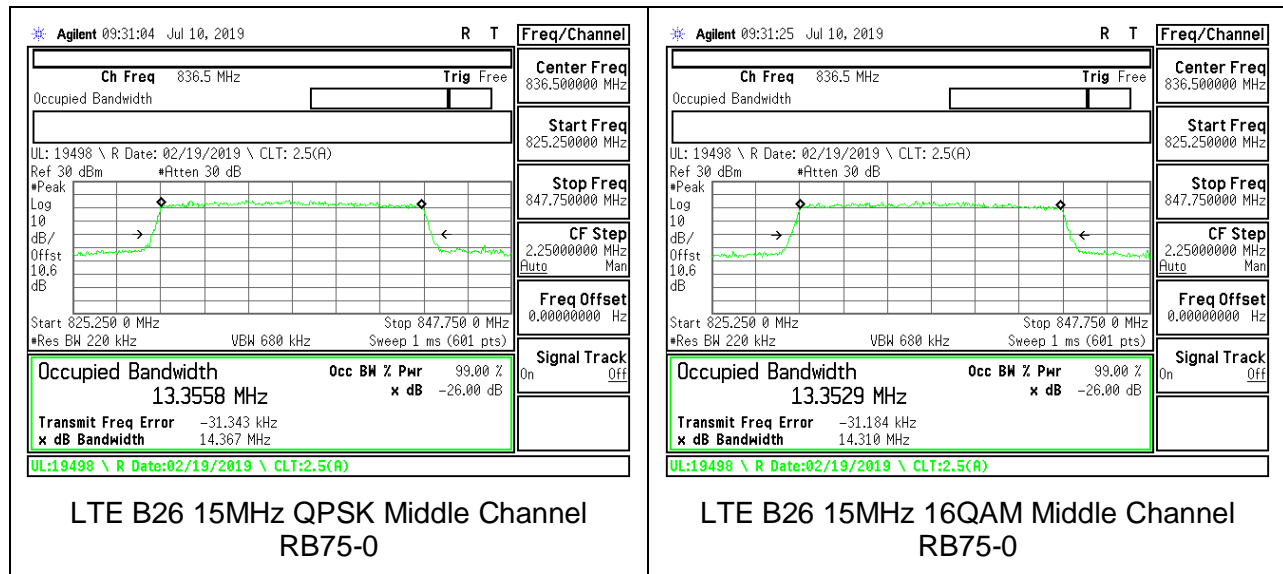 Agilent 09:31:04 Jul 10, 2019 R T
Freq/Channel
Ch Freq 836.5 MHz Trig Free
Occupied Bandwidth
Center Freq
836.500000 MHz
Start Freq
825.250000 MHz
UL: 19498 \ R Date: 02/19/2019 \ CLT: 2.5(A)
Ref 30 dBm #Atten 30 dB
#Peak
Log
10
dB/
Offst
10.6
dB
Stop Freq
847.750000 MHz
CF Step
2.25000000 MHz
Auto Man
Freq Offset
0.00000000 Hz
Start 825.250 0 MHz Stop 847.750 0 MHz
#Res BW 220 kHz VBW 680 kHz Sweep 1 ms (601 pts)
Signal Track
On Off
Occupied Bandwidth Occ BW % Pwr 99.00 %
13.3558 MHz x dB -26.00 dB
Transmit Freq Error -31.343 kHz
x dB Bandwidth 14.367 MHz
UL:19498 \ R Date:02/19/2019 \ CLT:2.5(A)
LTE B26 15MHz QPSK Middle Channel
RB75-0
Agilent 09:31:25 Jul 10, 2019 R T
Freq/Channel
Ch Freq 836.5 MHz Trig Free
Occupied Bandwidth
Center Freq
836.500000 MHz
Start Freq
825.250000 MHz
UL: 19498 \ R Date: 02/19/2019 \ CLT: 2.5(A)
Ref 30 dBm #Atten 30 dB
#Peak
Log
10
dB/
Offst
10.6
dB
Stop Freq
847.750000 MHz
CF Step
2.25000000 MHz
Auto Man
Freq Offset
0.00000000 Hz
Start 825.250 0 MHz Stop 847.750 0 MHz
#Res BW 220 kHz VBW 680 kHz Sweep 1 ms (601 pts)
Signal Track
On Off
Occupied Bandwidth Occ BW % Pwr 99.00 %
13.3529 MHz x dB -26.00 dB
Transmit Freq Error -31.184 kHz
x dB Bandwidth 14.310 MHz
UL:19498 \ R Date:02/19/2019 \ CLT:2.5(A)
LTE B26 15MHz 16QAM Middle Channel
RB75-0